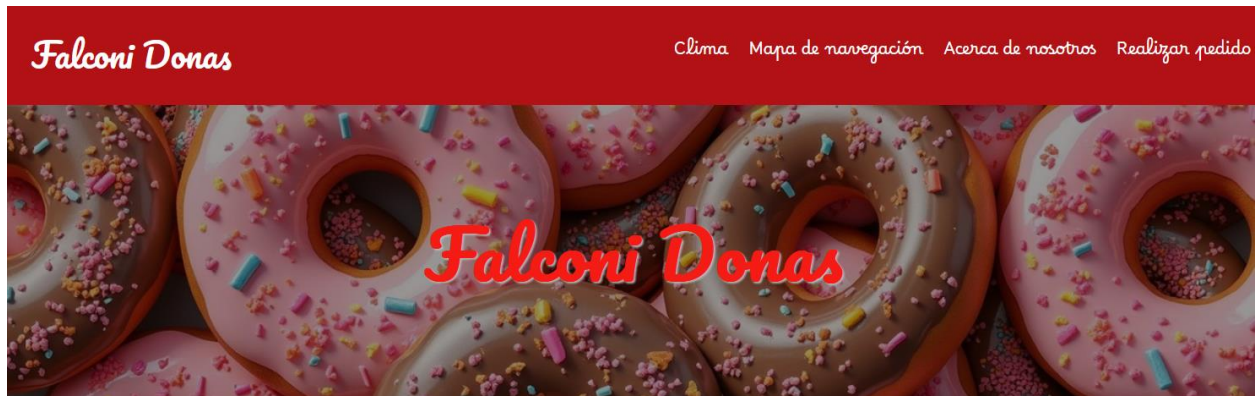 Falconi Donas
Clima Mapa de navegación Acerca de nosotros Realizar pedido
Falconi Donas